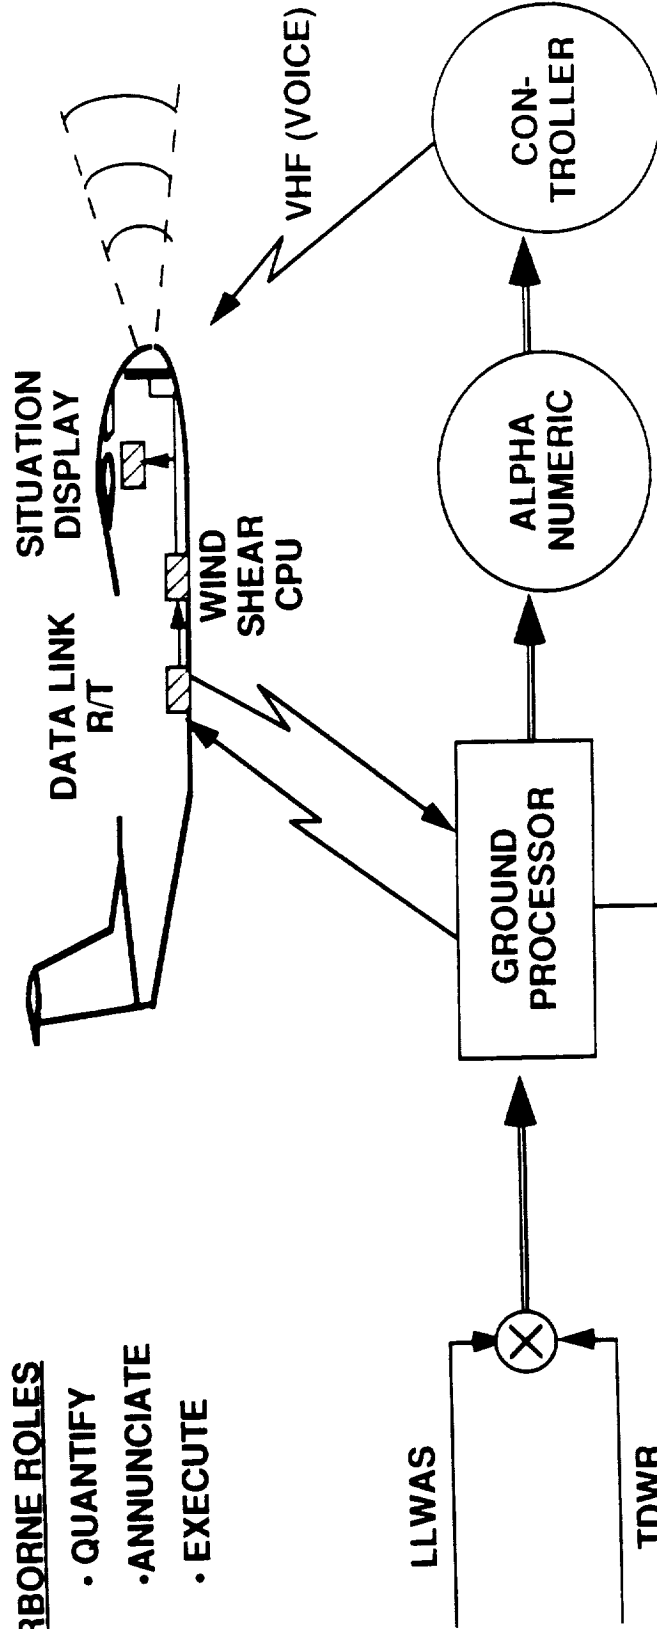 RBORNE ROLES
• QUANTIFY
•ANNUNCIATE
• EXECUTE
DATA LINK
R/T
SITUATION
DISPLAY
WIND
SHEAR
CPU
VHF (VOICE)
LLWAS
TDWR
GROUND
PROCESSOR
ALPHA
NUMERIC
CON-
TROLLER